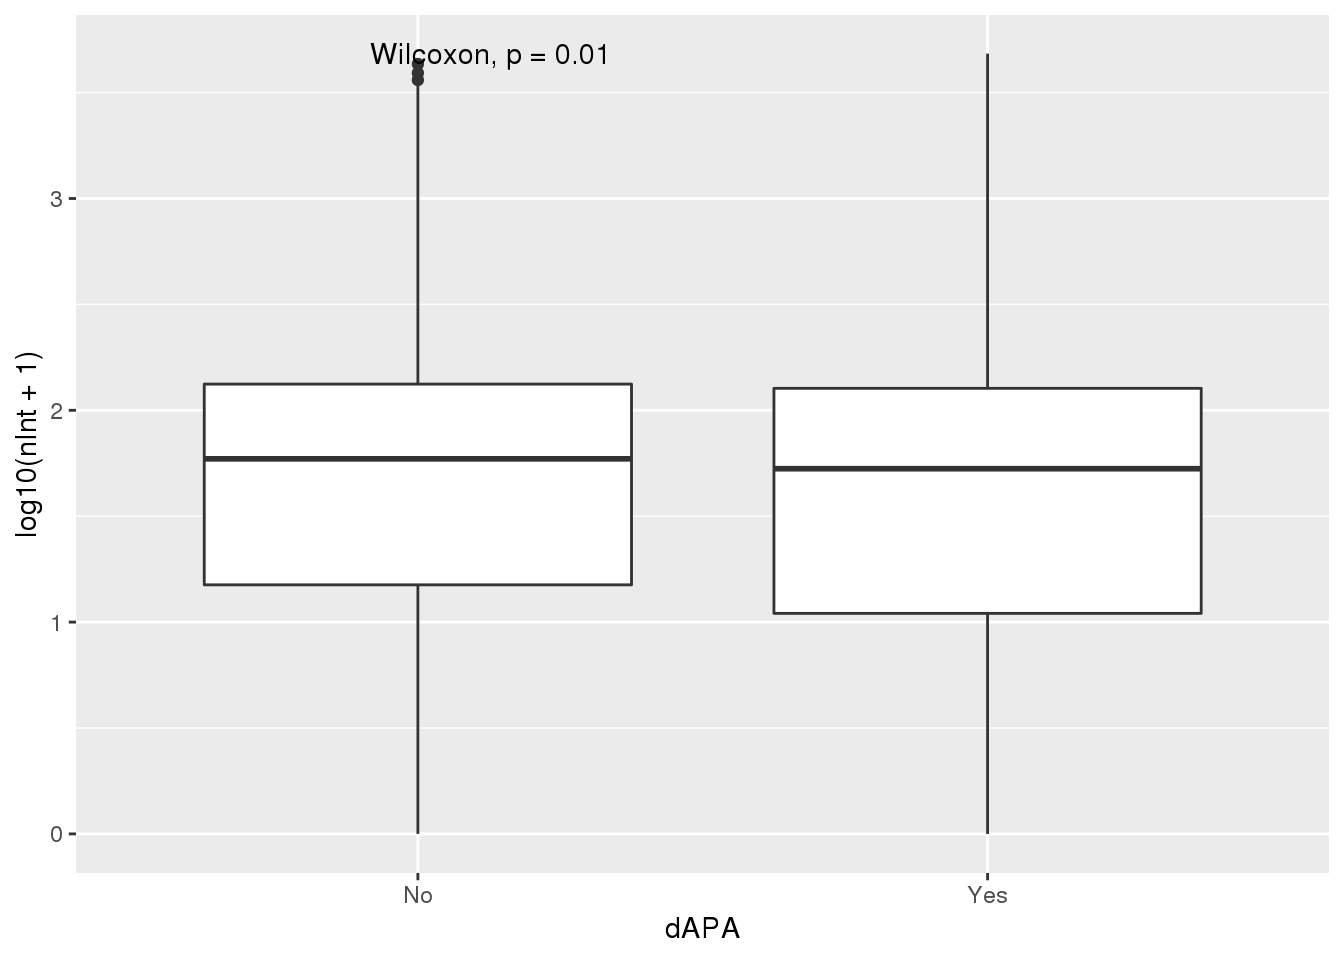 Wilcoxon, p = 0.01
3
2
1
0
log10(nInt + 1)
No
Yes
dAPA